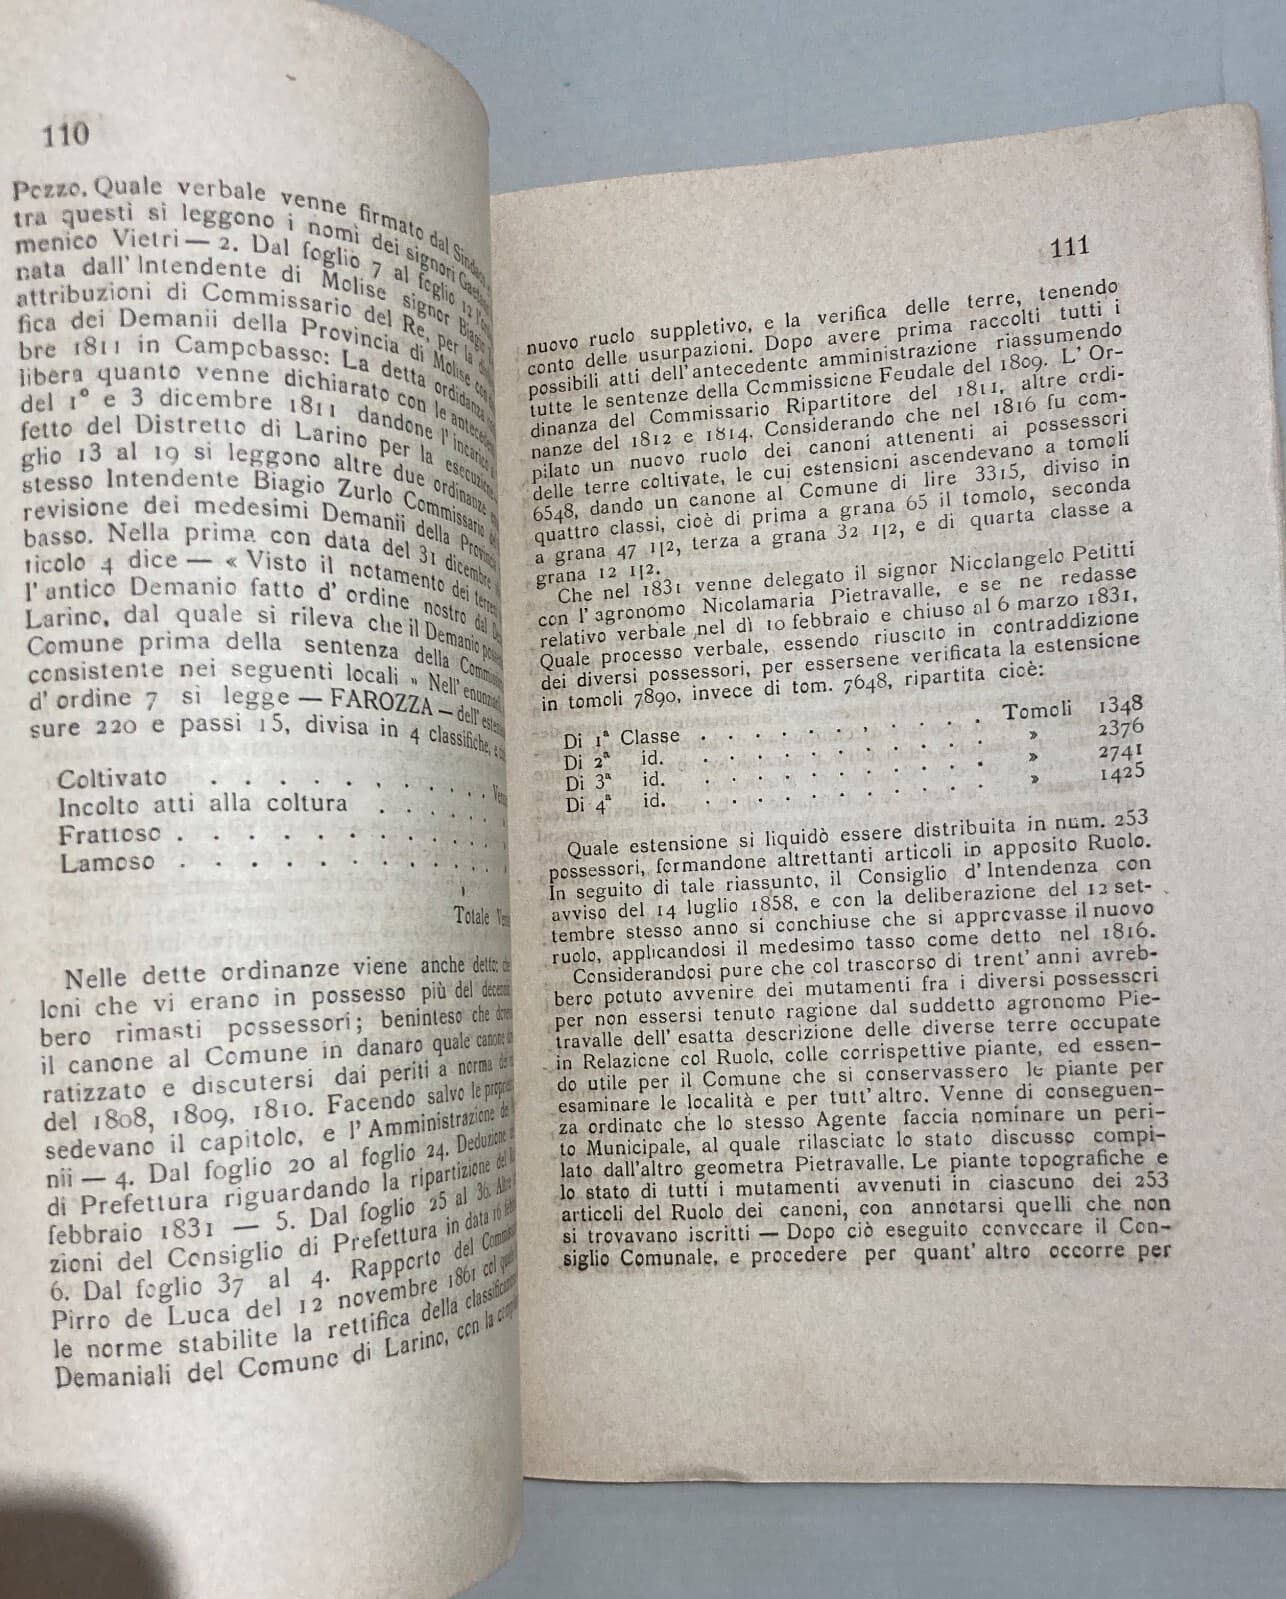 110
Pozzo. Quale verbale venne firmato dal Sindaco
tra questi si leggono i nomi dei signori
menico Vietri — 2. Dal foglio 7 al foglio 12
nata dall' Intendente di Molise signor Biagio
attribuzioni di Commissario del Re, per la
fica dei Demanii della Provincia di Molise
bre 1811 in Campobasso: La detta ordidanza
libera quanto venne dichiarato con le
del 1° e 3 dicembre 1811 dandone l'incarico
fetto del Distretto di Larino per la esecuzione
glio 13 al 19 si leggono altre due ordinanze
stesso Intendente Biagio Zurlo Commissario
revisione dei medesimi Demanii della
basso. Nella prima con data del 31 dicembre
ticolo 4 dice — « Visto il notamento dei
l' antico Demanio fatto d' ordine nostro dal
Larino, dal quale si rileva che il Demanio
Comune prima della sentenza della
consistente nei seguenti locali » Nell'
d' ordine 7 si legge — FAROZZA — dell'
sure 220 e passi 15, divisa in 4 classifiche, e
Coltivato . . . . . . . . . .
Incolto atti alla coltura . . . . .
Frattoso . . . . . . . . . . .
Lamoso . . . . . . . . . . .
Totale
Nelle dette ordinanze viene anche detto:
loni che vi erano in possesso più del
bero rimasti possessori; beninteso che
il canone al Comune in danaro quale canone
ratizzato e discutersi dai periti a norma
del 1808, 1809, 1810. Facendo salvo le
sedevano il capitolo, e l' Amministrazione
nii — 4. Dal foglio 20 al foglio 24. Deduzione
di Prefettura riguardando la ripartizione del
febbraio 1831 — 5. Dal foglio 25 al 36.
zioni del Consiglio di Prefettura in data 16
6. Dal foglio 37 al 4. Rapporto del
Pirro de Luca del 12 novembre 1861 col
le norme stabilite la rettifica della
Demaniali del Comune di Larino, con la
111
nuovo ruolo suppletivo, e la verifica delle terre, tenendo
conto delle usurpazioni. Dopo avere prima raccolti tutti i
possibili atti dell'antecedente amministrazione riassumendo
tutte le sentenze della Commissione Feudale del 1809. L' Or-
dinanza del Commissario Ripartitore del 1811, altre ordi-
nanze del 1812 e 1814. Considerando che nel 1816 fu com-
pilato un nuovo ruolo dei canoni attenenti ai possessori
delle terre coltivate, le cui estensioni ascendevano a tomoli
6548, dando un canone al Comune di lire 3315, diviso in
quattro classi, cioè di prima a grana 65 il tomolo, seconda
a grana 47 1|2, terza a grana 32 1|2, e di quarta classe a
grana 12 1|2.
Che nel 1831 venne delegato il signor Nicolangelo Petitti
con l' agronomo Nicolamaria Pietravalle, e se ne redasse
relativo verbale nel dì 10 febbraio e chiuso al 6 marzo 1831,
Quale processo verbale, essendo riuscito in contraddizione
dei diversi possessori, per essersene verificata la estensione
in tomoli 7890, invece di tom. 7648, ripartita cioè:
Di 1ª Classe . . . . . . . . . . Tomoli 1348
Di 2ª id. . . . . . . . . . . » 2376
Di 3ª id. . . . . . . . . . . » 2741
Di 4ª id. . . . . . . . . . . » 1425
Quale estensione si liquidò essere distribuita in num. 253
possessori, formandone altrettanti articoli in apposito Ruolo.
In seguito di tale riassunto, il Consiglio d' Intendenza con
avviso del 14 luglio 1858, e con la deliberazione del 12 set-
tembre stesso anno si conchiuse che si approvasse il nuovo
ruolo, applicandosi il medesimo tasso come detto nel 1816.
Considerandosi pure che col trascorso di trent' anni avreb-
bero potuto avvenire dei mutamenti fra i diversi possessori
per non essersi tenuto ragione dal suddetto agronomo Pie-
travalle dell' esatta descrizione delle diverse terre occupate
in Relazione col Ruolo, colle corrispettive piante, ed essen-
do utile per il Comune che si conservassero le piante per
esaminare le località e per tutt' altro. Venne di conseguen-
za ordinato che lo stesso Agente faccia nominare un peri-
to Municipale, al quale rilasciato lo stato discusso compi-
lato dall'altro geometra Pietravalle. Le piante topografiche e
lo stato di tutti i mutamenti avvenuti in ciascuno dei 253
articoli del Ruolo dei canoni, con annotarsi quelli che non
si trovavano iscritti — Dopo ciò eseguito convocare il Con-
siglio Comunale, e procedere per quant' altro occorre per